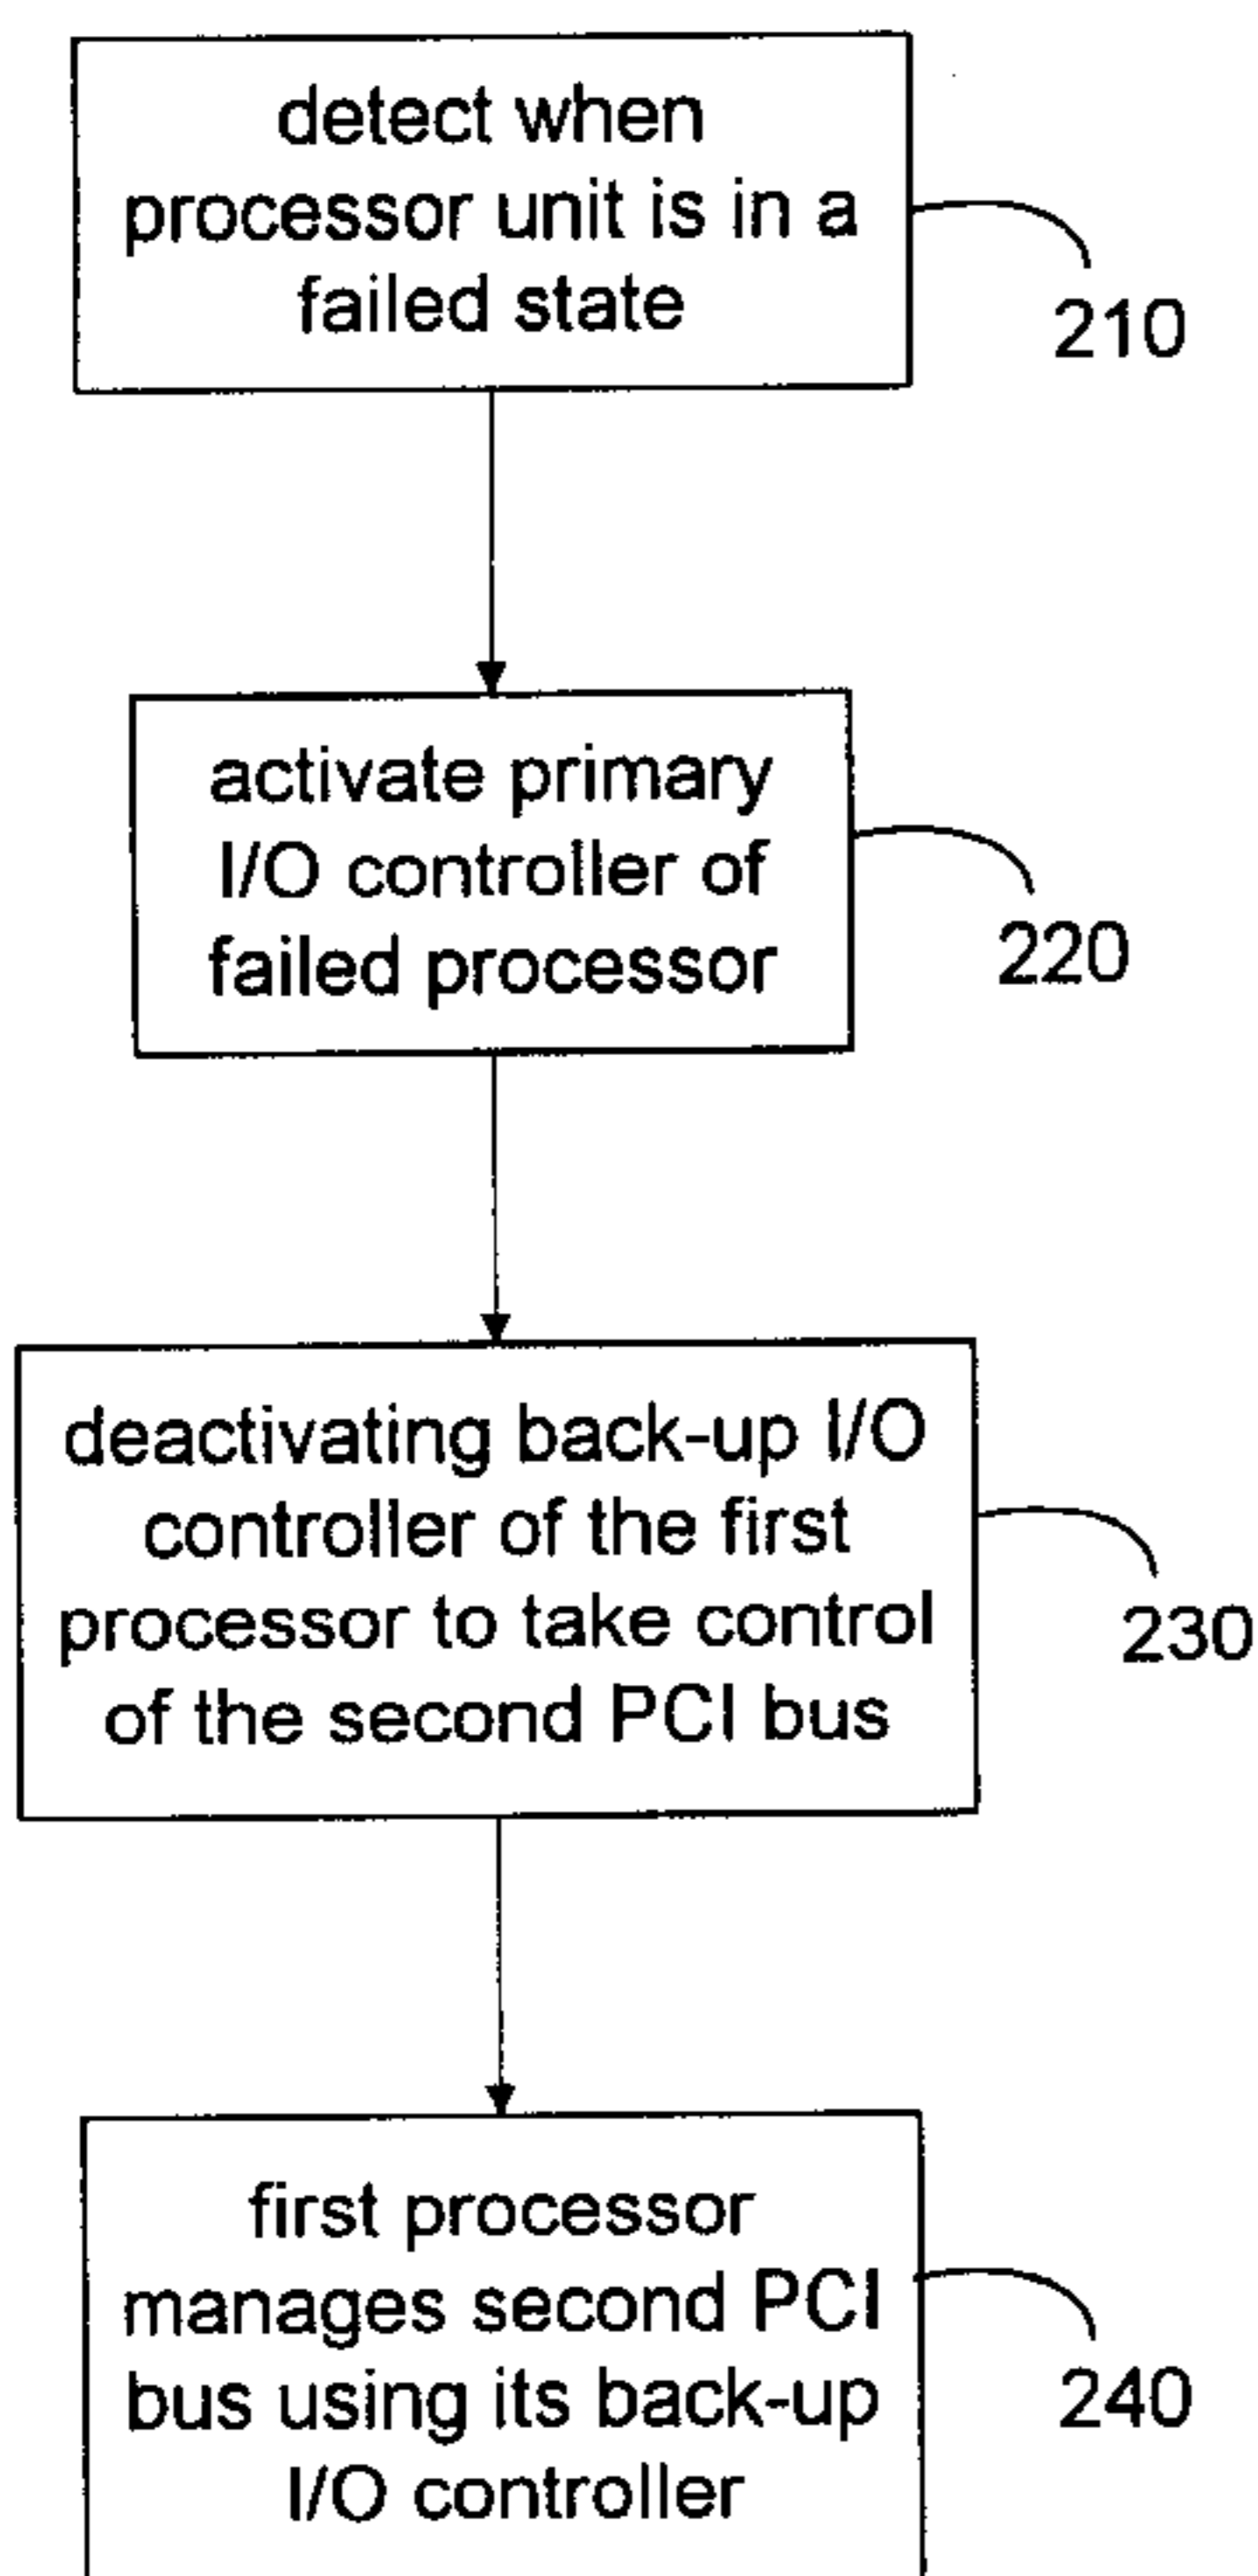 detect when
processor unit is in a
failed state
210
activate primary
I/O controller of
failed processor
220
deactivating back-up I/O
controller of the first
processor to take control
of the second PCI bus
230
first processor
manages second PCI
bus using its back-up
I/O controller
240